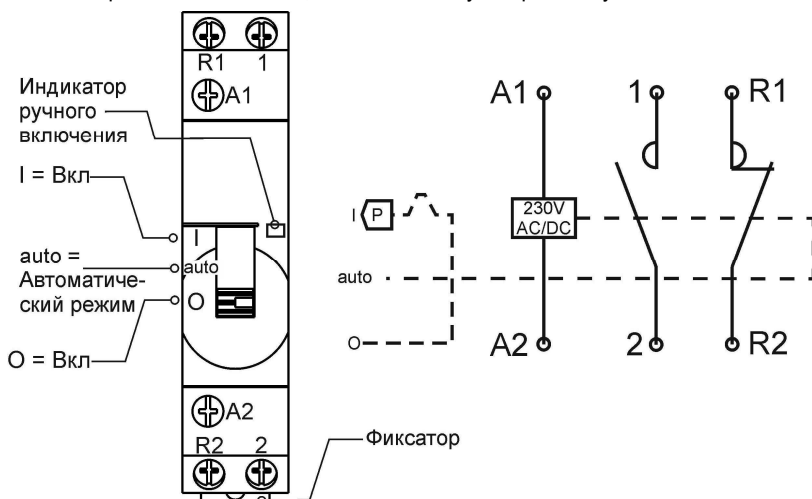 R1 1
A1
Индикатор
ручного
включения
I = Вкл
I
auto =
Автоматиче-
ский режим
auto
O
O = Вкл
A2
R2 2
Фиксатор
A1 1 R1
I P
230V
AC/DC
auto
O
A2 2 R2